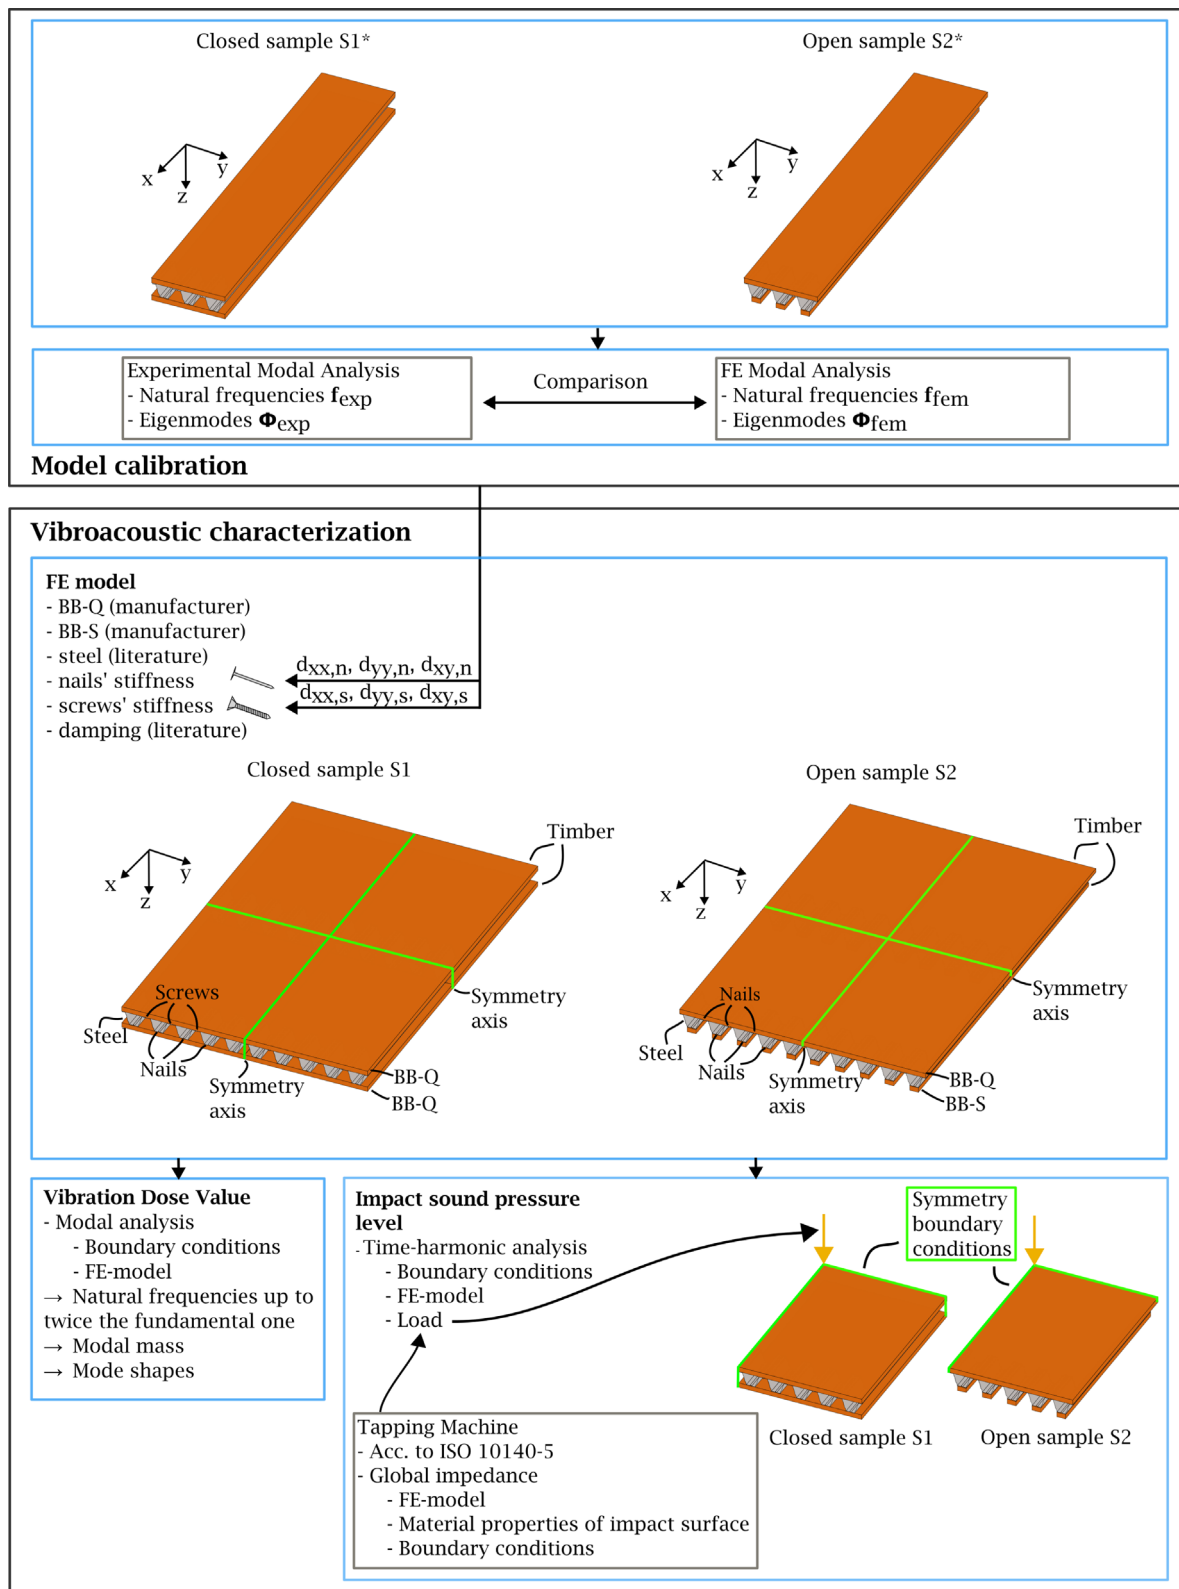 Closed sample S1*
Open sample S2*
x
y
z
x
y
z
Experimental Modal Analysis
- Natural frequencies fexp
- Eigenmodes Φexp
Comparison
FE Modal Analysis
- Natural frequencies ffem
- Eigenmodes Φfem
Model calibration
Vibroacoustic characterization
FE model
- BB-Q (manufacturer)
- BB-S (manufacturer)
- steel (literature)
- nails' stiffness
- screws' stiffness
- damping (literature)
dxx,n, dyy,n, dxy,n
dxx,s, dyy,s, dxy,s
Closed sample S1
Open sample S2
Timber
x
y
z
Screws
Steel
Nails
Symmetry
axis
Symmetry
axis
BB-Q
BB-Q
Timber
x
y
z
Nails
Steel
Nails
Symmetry
axis
Symmetry
axis
BB-Q
BB-S
Vibration Dose Value
- Modal analysis
- Boundary conditions
- FE-model
→ Natural frequencies up to
twice the fundamental one
→ Modal mass
→ Mode shapes
Impact sound pressure
level
- Time-harmonic analysis
- Boundary conditions
- FE-model
- Load
Symmetry
boundary
conditions
Closed sample S1
Open sample S2
Tapping Machine
- Acc. to ISO 10140-5
- Global impedance
- FE-model
- Material properties of impact surface
- Boundary conditions